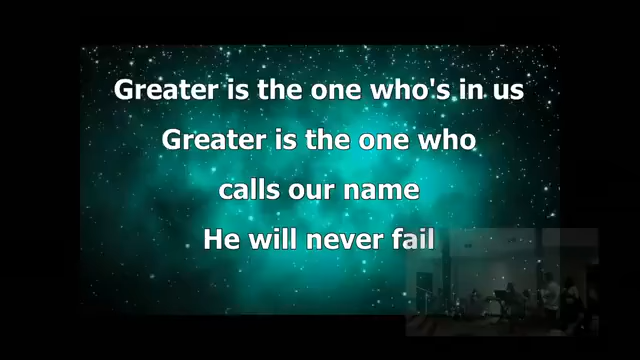 Greater is the one who's in us
Greater is the one who
calls our name
He will never fail